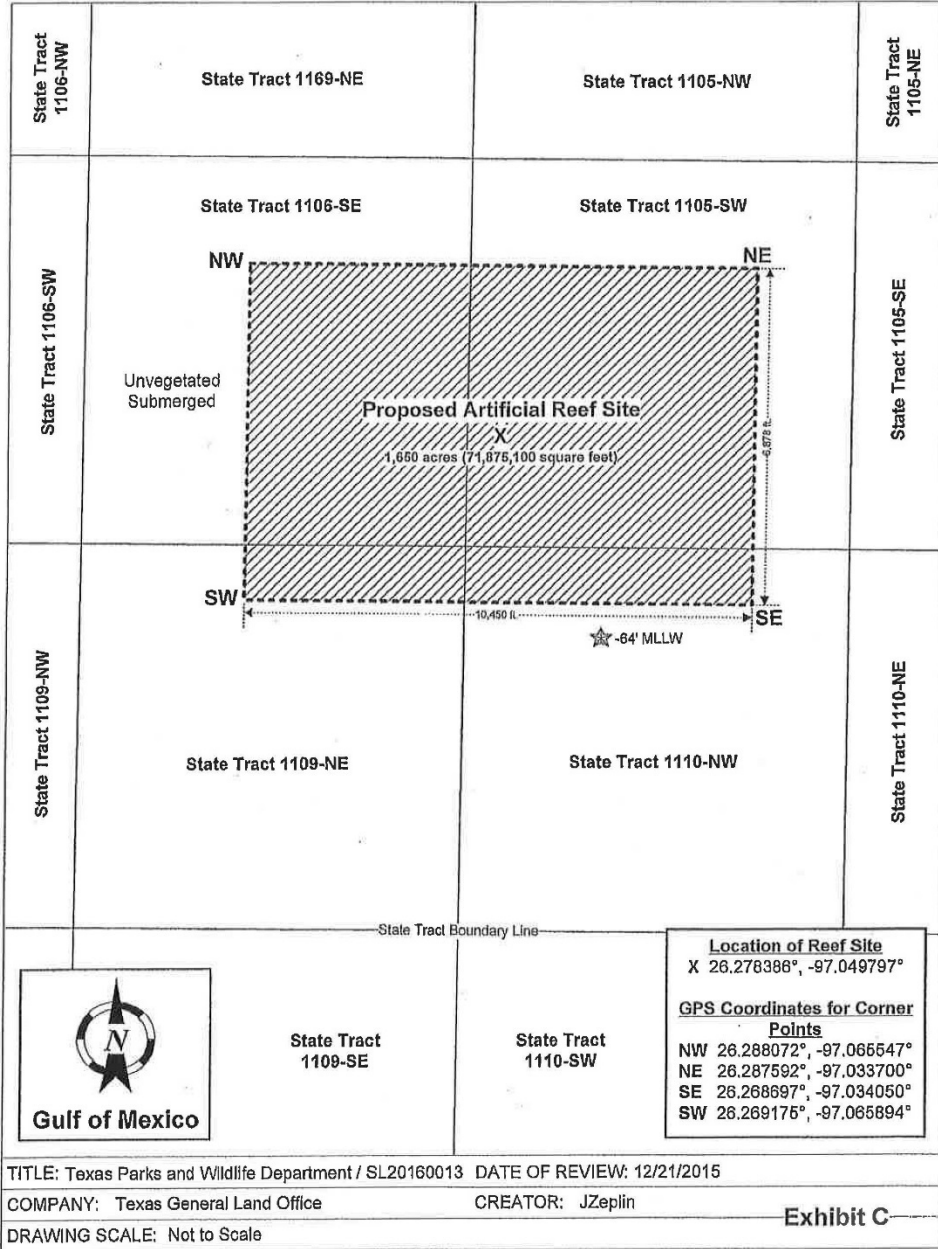 State Tract
1106-NW
State Tract 1169-NE
State Tract 1105-NW
State Tract
1105-NE
State Tract 1106-SE
State Tract 1105-SW
NW
NE
State Tract 1106-SW
State Tract 1105-SE
Unvegetated
Submerged
Proposed Artificial Reef Site
X
1,650 acres (71,875,100 square feet)
6,878 ft.
SW
10,450 ft.
SE
-64' MLLW
State Tract 1109-NW
State Tract 1109-NE
State Tract 1110-NW
State Tract 1110-NE
State Tract Boundary Line
N
Gulf of Mexico
State Tract
1109-SE
State Tract
1110-SW
Location of Reef Site
X 26.278386°, -97.049797°
GPS Coordinates for Corner
Points
NW 26.288072°, -97.065547°
NE 26.287592°, -97.033700°
SE 26.268697°, -97.034050°
SW 26.269175°, -97.065894°
TITLE: Texas Parks and Wildlife Department / SL20160013 DATE OF REVIEW: 12/21/2015
COMPANY: Texas General Land Office CREATOR: JZeplin
Exhibit C
DRAWING SCALE: Not to Scale